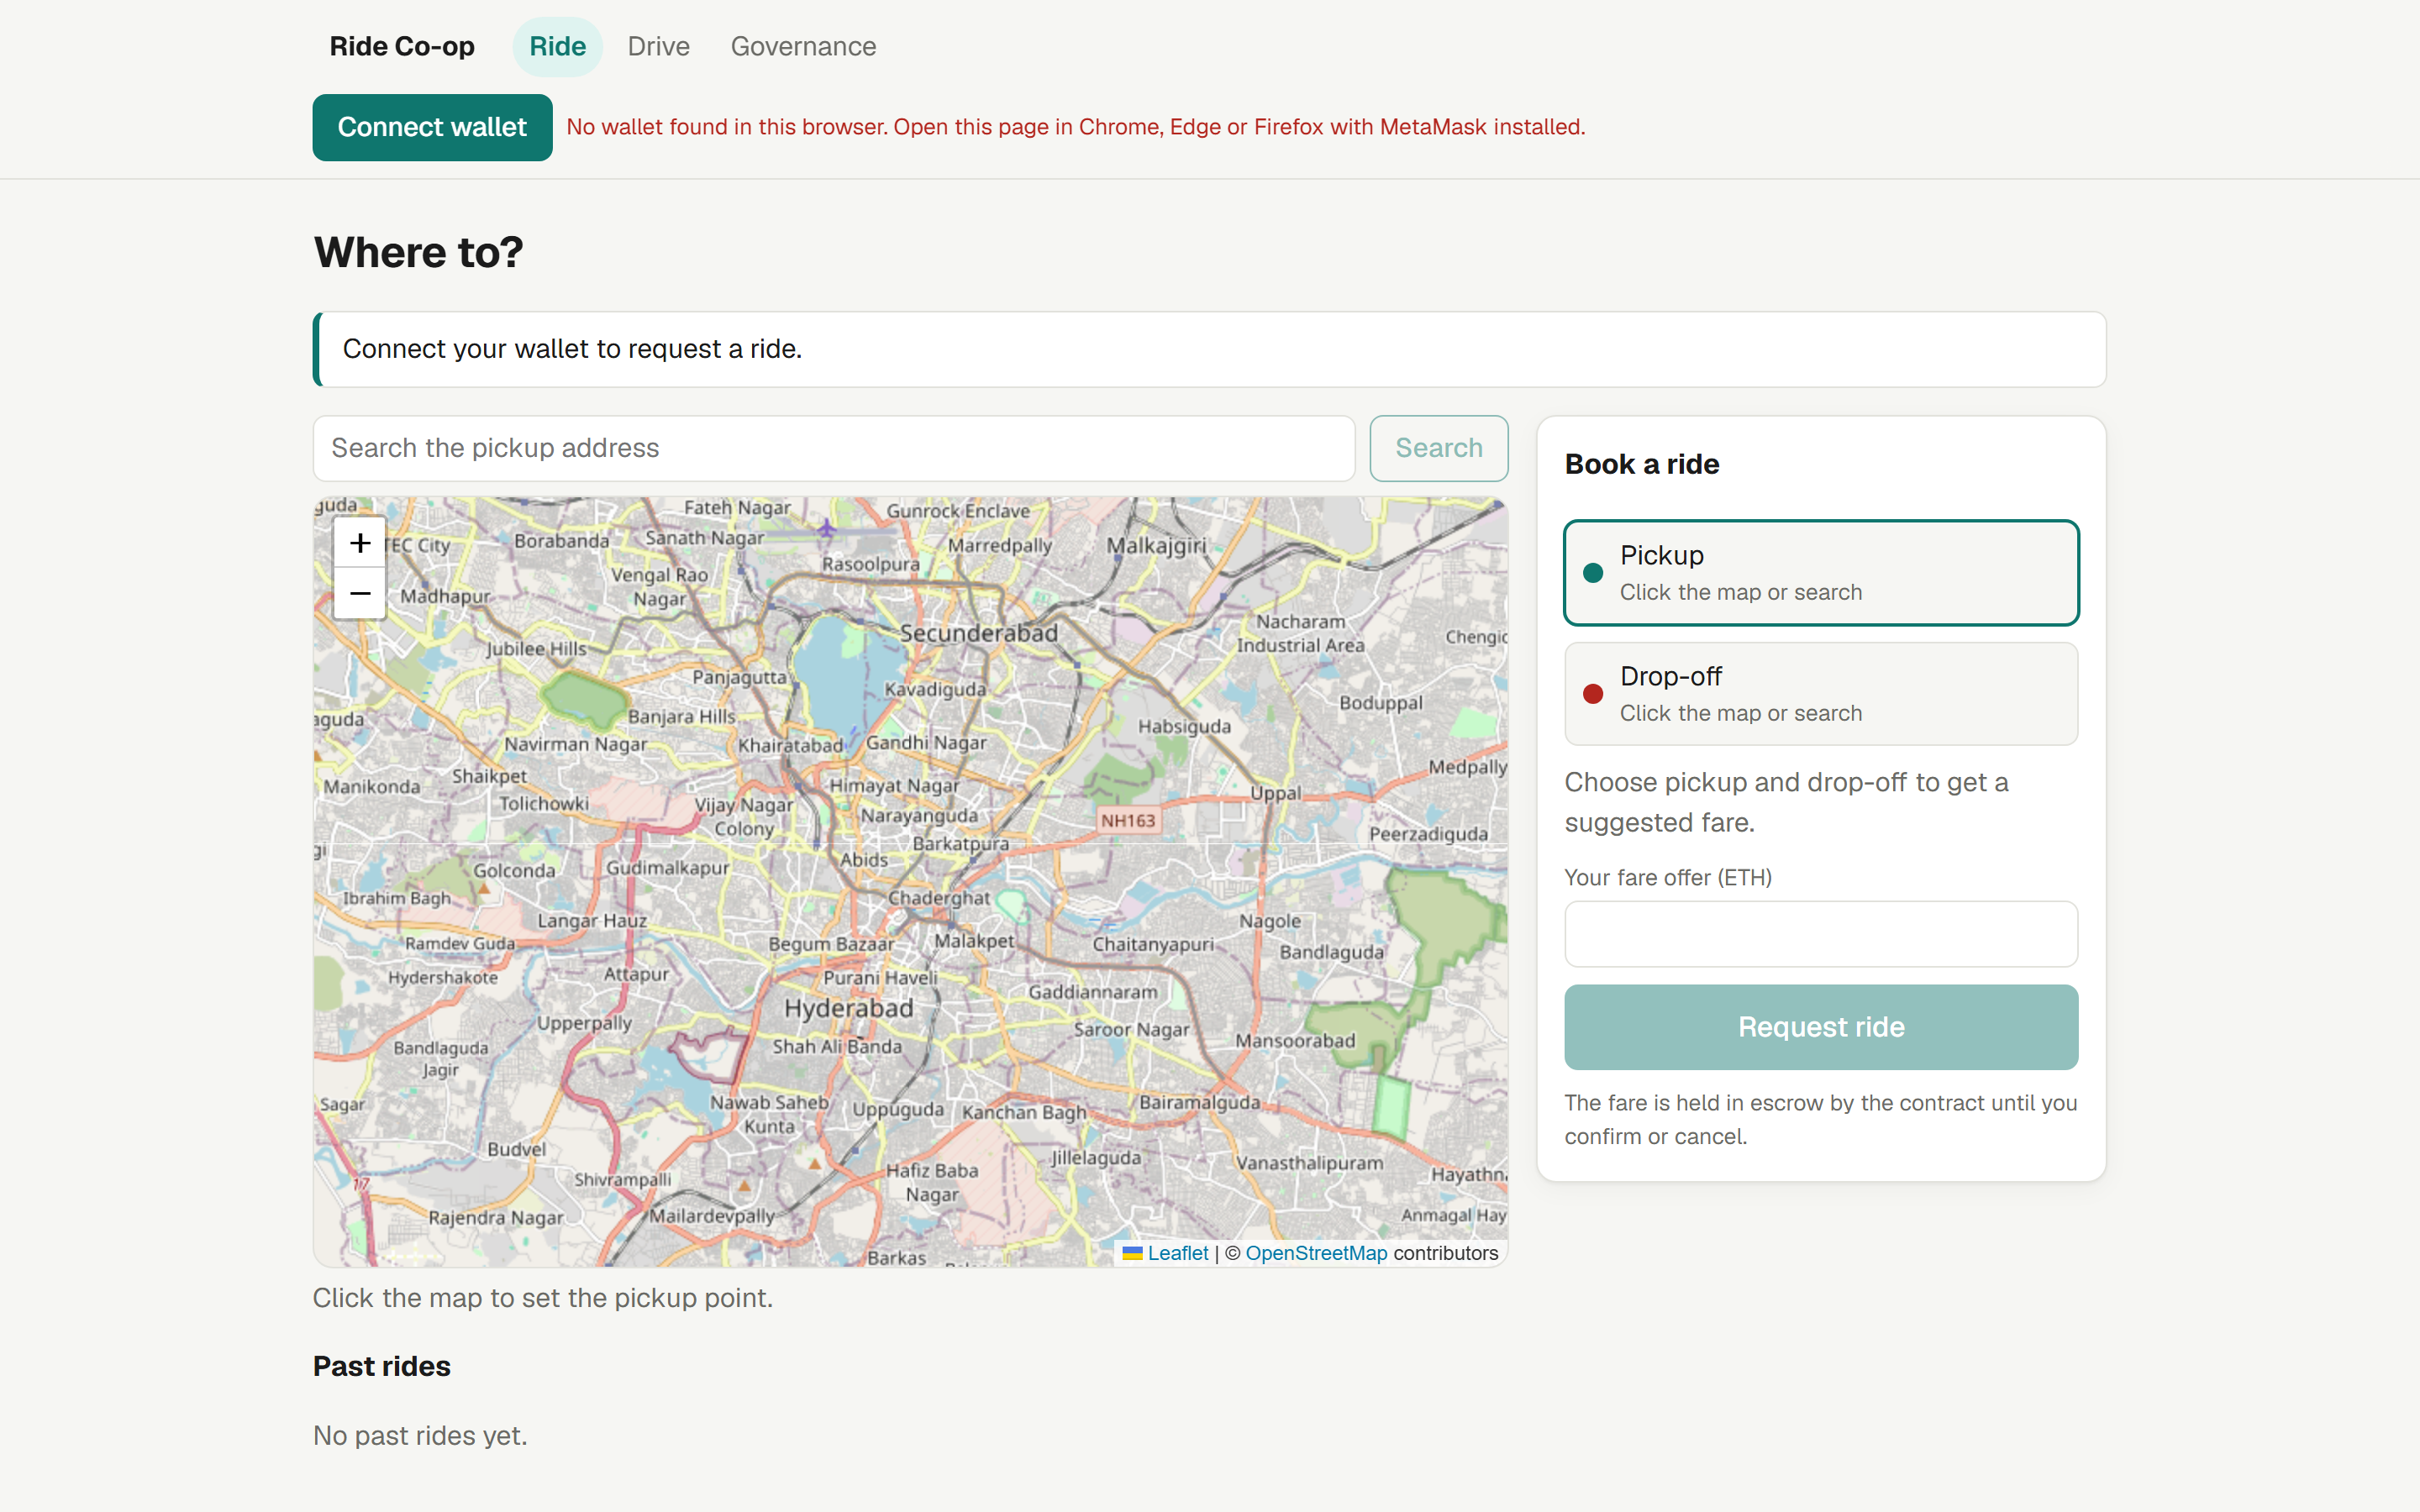 Ride Co-op
Ride
Drive
Governance
Connect wallet
No wallet found in this browser. Open this page in Chrome, Edge or Firefox with MetaMask installed.
Where to?
Connect your wallet to request a ride.
Search the pickup address
Search
+
−
guda
Fateh Nagar
Gunrock Enclave
TEC City
Borabanda
Sanath Nagar
Marredpally
Malkajgiri
Rasoolpura
Vengal Rao
Nagar
Madhapur
Secunderabad
Nacharam
Industrial Area
Chengic
Jubilee Hills
Panjagutta
Kavadiguda
Boduppal
aguda
Banjara Hills
Habsiguda
Navirman Nagar
Khairatabad
Gandhi Nagar
Shaikpet
Medpally
Manikonda
Himayat Nagar
Uppal
Tolichowki
Vijay Nagar
Colony
Narayanguda
NH163
Peerzadiguda
Barkatpura
gi
Abids
Golconda
Gudimalkapur
Ibrahim Bagh
Chaderghat
Langar Hauz
Nagole
Ramdev Guda
Begum Bazaar
Malakpet
Chaitanyapuri
Bandlaguda
Hydershakote
Attapur
Purani Haveli
Gaddiannaram
Hyderabad
Upperpally
Saroor Nagar
Mansoorabad
Bandlaguda
Jagir
Shah Ali Banda
Sagar
Nawab Saheb
Kunta
Uppuguda
Kanchan Bagh
Bairamalguda
Budvel
Jillelaguda
Vanasthalipuram
Shivrampalli
Hafiz Baba
Nagar
Hayathn
17
Rajendra Nagar
Mailardevpally
Anmagal Hay
Barkas
Leaflet | © OpenStreetMap contributors
Click the map to set the pickup point.
Book a ride
Pickup
Click the map or search
Drop-off
Click the map or search
Choose pickup and drop-off to get a
suggested fare.
Your fare offer (ETH)
Request ride
The fare is held in escrow by the contract until you
confirm or cancel.
Past rides
No past rides yet.